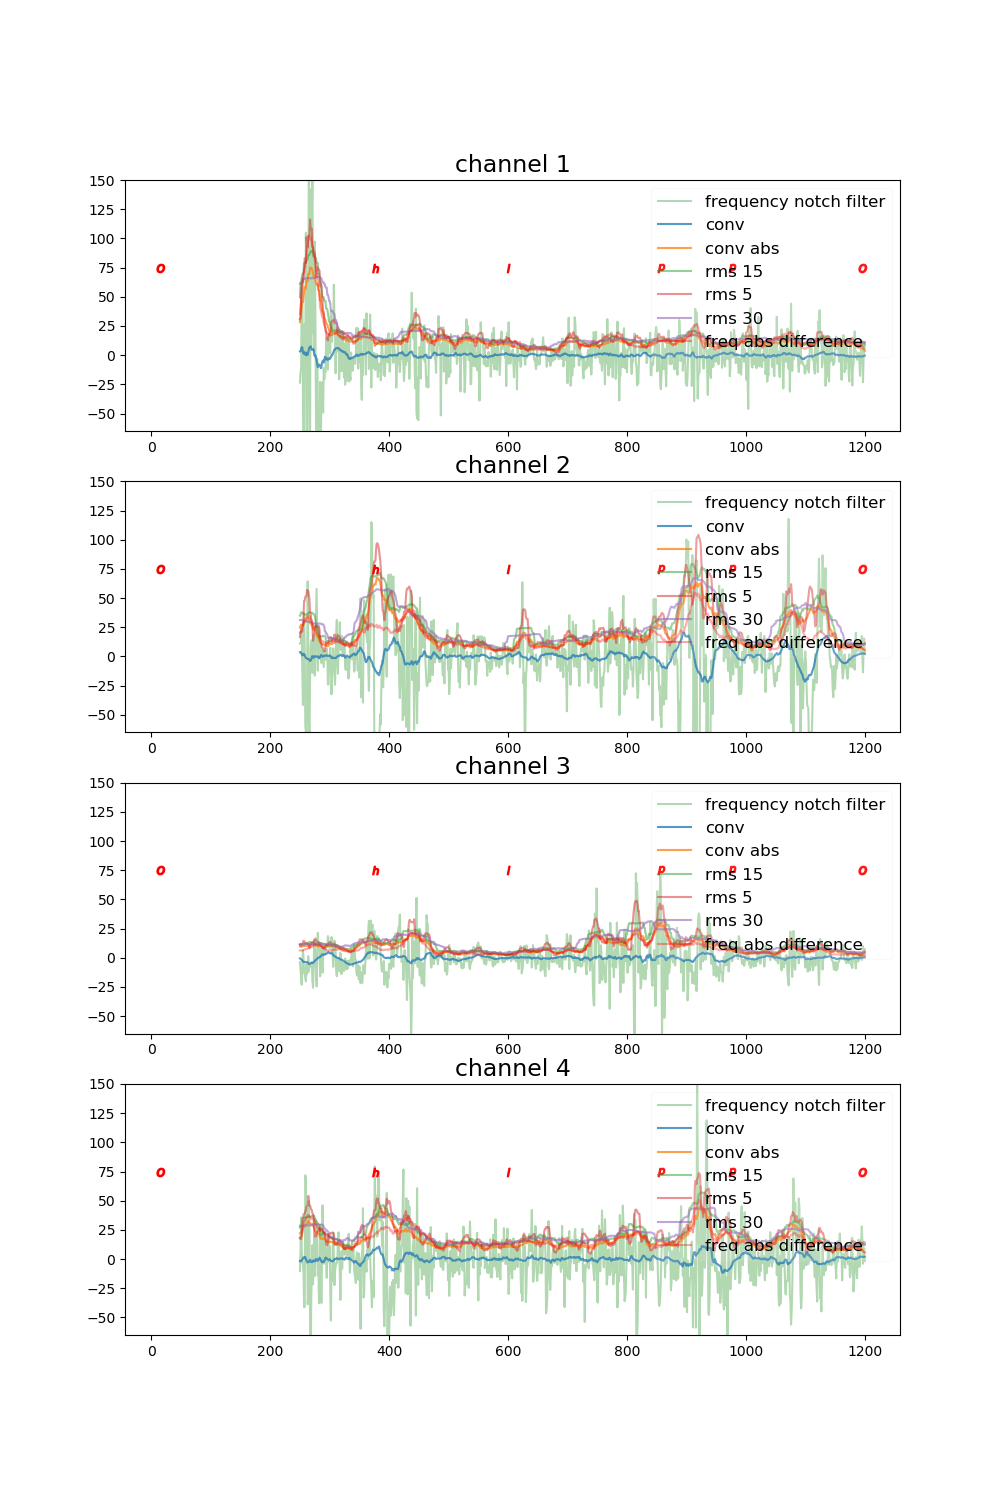 channel 1
150
125
100
75
50
25
0
−25
−50
frequency notch filter
conv
conv abs
rms 15
rms 5
rms 30
freq abs difference
o h l p p o
0 200 400 600 800 1000 1200
channel 2
150
125
100
75
50
25
0
−25
−50
frequency notch filter
conv
conv abs
rms 15
rms 5
rms 30
freq abs difference
o h l p p o
0 200 400 600 800 1000 1200
channel 3
150
125
100
75
50
25
0
−25
−50
frequency notch filter
conv
conv abs
rms 15
rms 5
rms 30
freq abs difference
o h l p p o
0 200 400 600 800 1000 1200
channel 4
150
125
100
75
50
25
0
−25
−50
frequency notch filter
conv
conv abs
rms 15
rms 5
rms 30
freq abs difference
o h l p p o
0 200 400 600 800 1000 1200